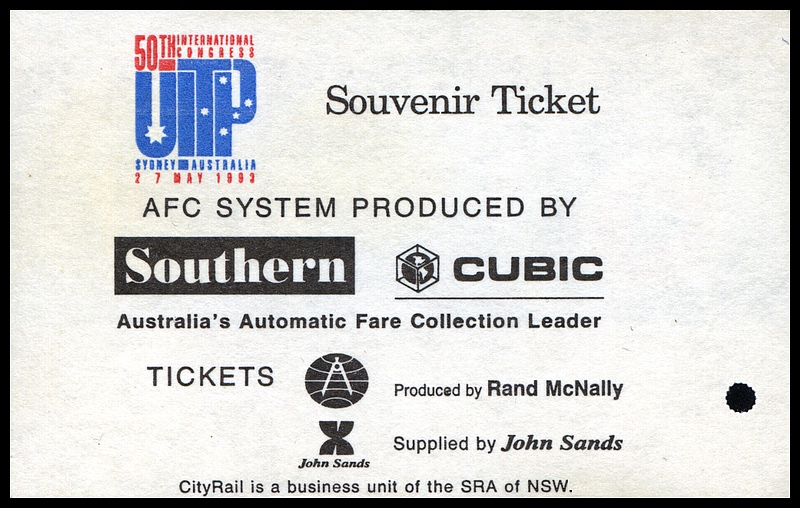 50TH INTERNATIONAL CONGRESS
UITP
SYDNEY AUSTRALIA
2 7 MAY 1993
Souvenir Ticket
AFC SYSTEM PRODUCED BY
Southern CUBIC
Australia's Automatic Fare Collection Leader
TICKETS
Produced by Rand McNally
John Sands
Supplied by John Sands
CityRail is a business unit of the SRA of NSW.